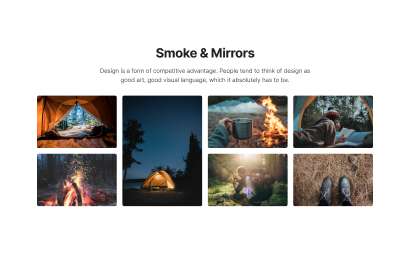 Smoke & Mirrors
Design is a form of competitive advantage. People tend to think of design as
good art, good visual language, which it absolutely has to be.